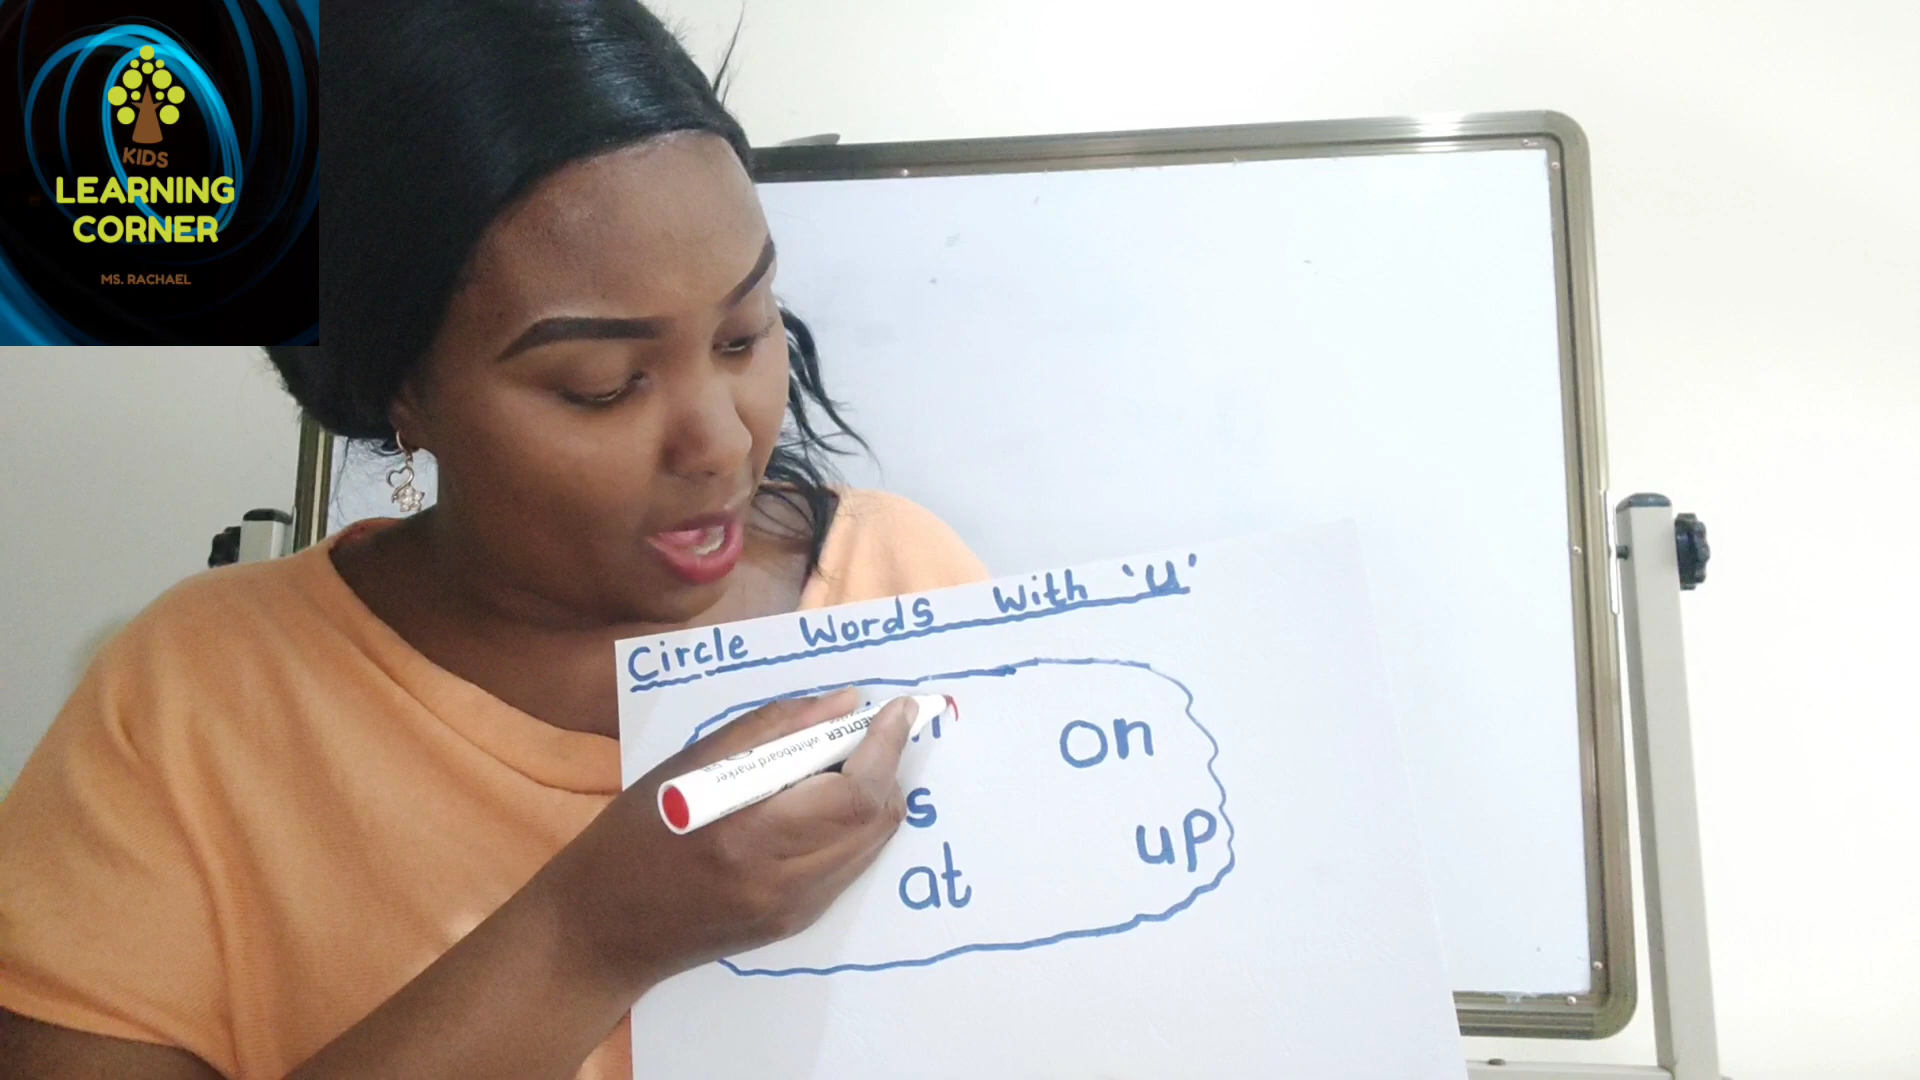 KIDS
LEARNING
CORNER
MS. RACHAEL
Circle Words With 'u'
on
up
at
STAEDTLER whiteboard marker